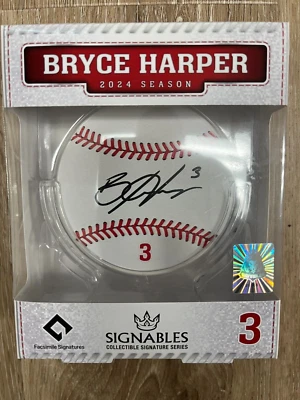 BRYCE HARPER
2024 SEASON
3
3
SIGNABLES
COLLECTIBLE SIGNATURE SERIES
Facsimile Signatures
3